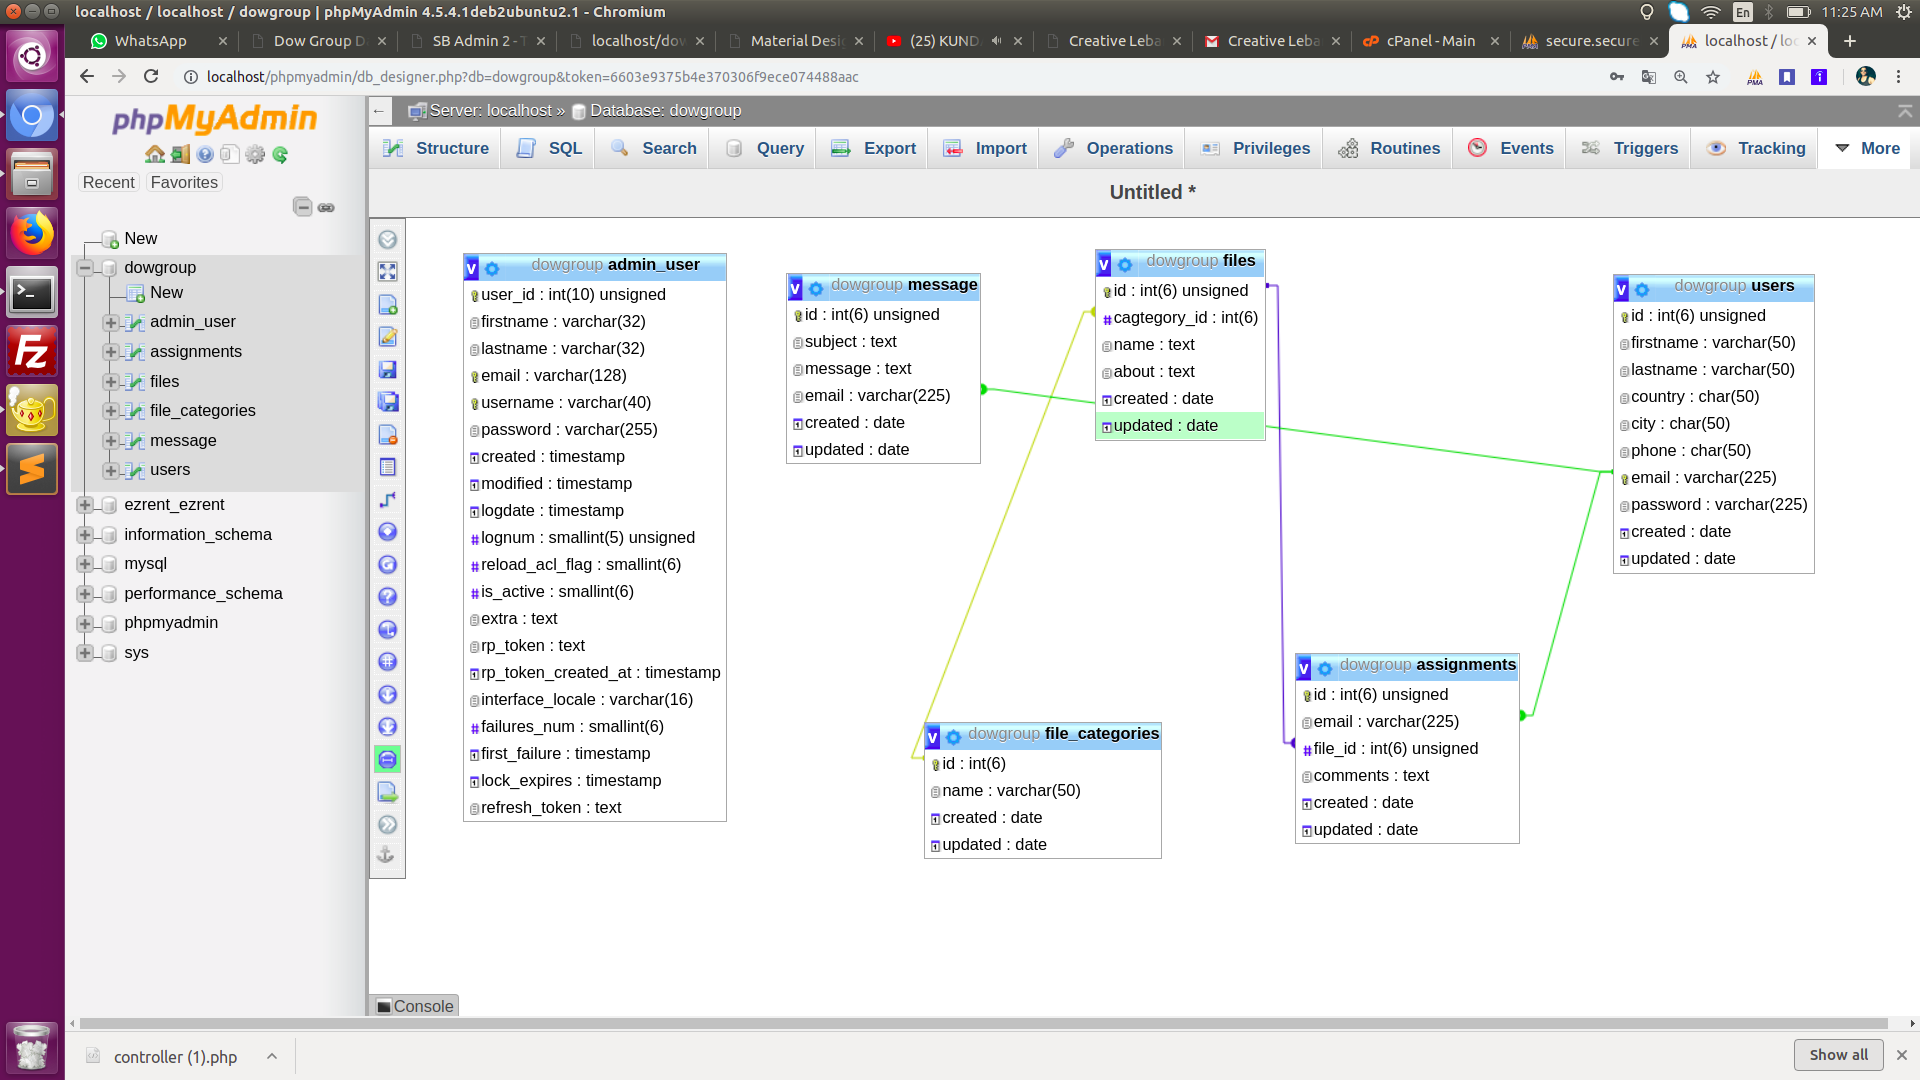 localhost / localhost / dowgroup | phpMyAdmin 4.5.4.1deb2ubuntu2.1 - Chromium
En
11:25 AM
WhatsApp
Dow Group D
SB Admin 2 - T
localhost/dow
Material Desi
(25) KUND
Creative Leba
Creative Leba
cPanel - Main
secure.secure
localhost / loc
localhost/phpmyadmin/db_designer.php?db=dowgroup&token=6603e9375b4e370306f9ece074488aac
phpMyAdmin
Recent
Favorites
New
dowgroup
New
admin_user
assignments
files
file_categories
message
users
ezrent_ezrent
information_schema
mysql
performance_schema
phpmyadmin
sys
Server: localhost » Database: dowgroup
Structure
SQL
Search
Query
Export
Import
Operations
Privileges
Routines
Events
Triggers
Tracking
More
Untitled *
dowgroup admin_user
user_id : int(10) unsigned
firstname : varchar(32)
lastname : varchar(32)
email : varchar(128)
username : varchar(40)
password : varchar(255)
created : timestamp
modified : timestamp
logdate : timestamp
lognum : smallint(5) unsigned
reload_acl_flag : smallint(6)
is_active : smallint(6)
extra : text
rp_token : text
rp_token_created_at : timestamp
interface_locale : varchar(16)
failures_num : smallint(6)
first_failure : timestamp
lock_expires : timestamp
refresh_token : text
dowgroup message
id : int(6) unsigned
subject : text
message : text
email : varchar(225)
created : date
updated : date
dowgroup files
id : int(6) unsigned
cagtegory_id : int(6)
name : text
about : text
created : date
updated : date
dowgroup users
id : int(6) unsigned
firstname : varchar(50)
lastname : varchar(50)
country : char(50)
city : char(50)
phone : char(50)
email : varchar(225)
password : varchar(225)
created : date
updated : date
dowgroup file_categories
id : int(6)
name : varchar(50)
created : date
updated : date
dowgroup assignments
id : int(6) unsigned
email : varchar(225)
file_id : int(6) unsigned
comments : text
created : date
updated : date
Console
controller (1).php
Show all